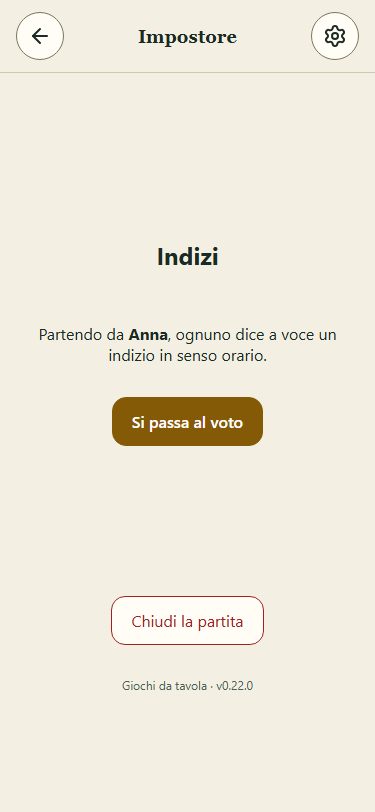 Impostore
Indizi
Partendo da Anna, ognuno dice a voce un
indizio in senso orario.
Si passa al voto
Chiudi la partita
Giochi da tavola · v0.22.0